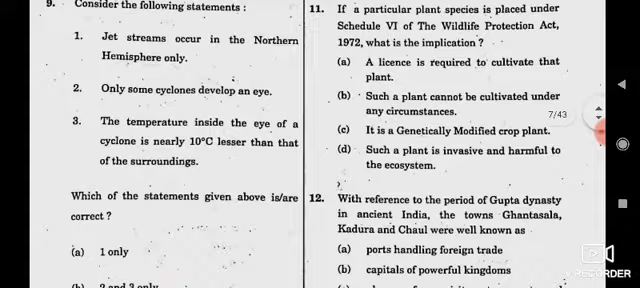 9. Consider the following statements :
1. Jet streams occur in the Northern
Hemisphere only.
2. Only some cyclones develop an eye.
3. The temperature inside the eye of a
cyclone is nearly 10°C lesser than that
of the surroundings.
Which of the statements given above is/are
correct ?
(a) 1 only
(b) 2 and 3 only
11. If a particular plant species is placed under
Schedule VI of The Wildlife Protection Act,
1972, what is the implication ?
(a) A licence is required to cultivate that
plant.
(b) Such a plant cannot be cultivated under
any circumstances.
(c) It is a Genetically Modified crop plant.
(d) Such a plant is invasive and harmful to
the ecosystem.
12. With reference to the period of Gupta dynasty
in ancient India, the towns Ghantasala,
Kadura and Chaul were well known as
(a) ports handling foreign trade
(b) capitals of powerful kingdoms
7/43
RECORDER